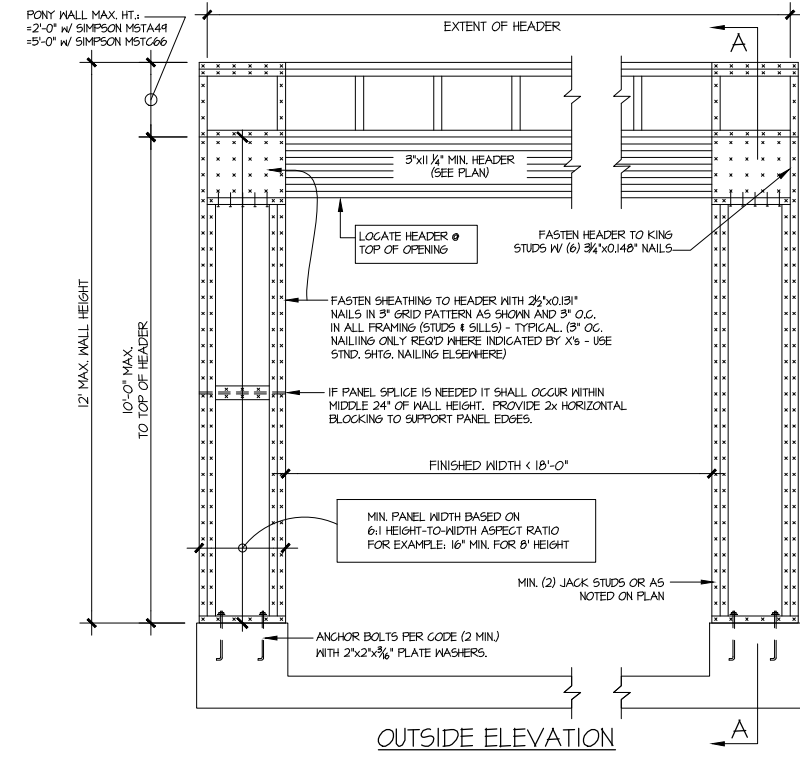 PONY WALL MAX. HT.:
=2'-0" W/ SIMPSON MSTA49
=5'-0" W/ SIMPSON MSTC66
EXTENT OF HEADER
A
3"x11 1/4" MIN. HEADER
(SEE PLAN)
LOCATE HEADER @
TOP OF OPENING
FASTEN HEADER TO KING
STUDS W/ (6) 3/4"x0.148" NAILS
12' MAX. WALL HEIGHT
10'-0" MAX.
TO TOP OF HEADER
FASTEN SHEATHING TO HEADER WITH 2 1/2"x0.131"
NAILS IN 3" GRID PATTERN AS SHOWN AND 3" O.C.
IN ALL FRAMING (STUDS & SILLS) - TYPICAL. (3" OC.
NAILIING ONLY REQ'D WHERE INDICATED BY X's - USE
STND. SHTG. NAILING ELSEWHERE)
IF PANEL SPLICE IS NEEDED IT SHALL OCCUR WITHIN
MIDDLE 24" OF WALL HEIGHT. PROVIDE 2x HORIZONTAL
BLOCKING TO SUPPORT PANEL EDGES.
FINISHED WIDTH < 18'-0"
MIN. PANEL WIDTH BASED ON
6:1 HEIGHT-TO-WIDTH ASPECT RATIO
FOR EXAMPLE: 16" MIN. FOR 8' HEIGHT
MIN. (2) JACK STUDS OR AS
NOTED ON PLAN
ANCHOR BOLTS PER CODE (2 MIN.)
WITH 2"x2"x3/16" PLATE WASHERS.
A
OUTSIDE ELEVATION